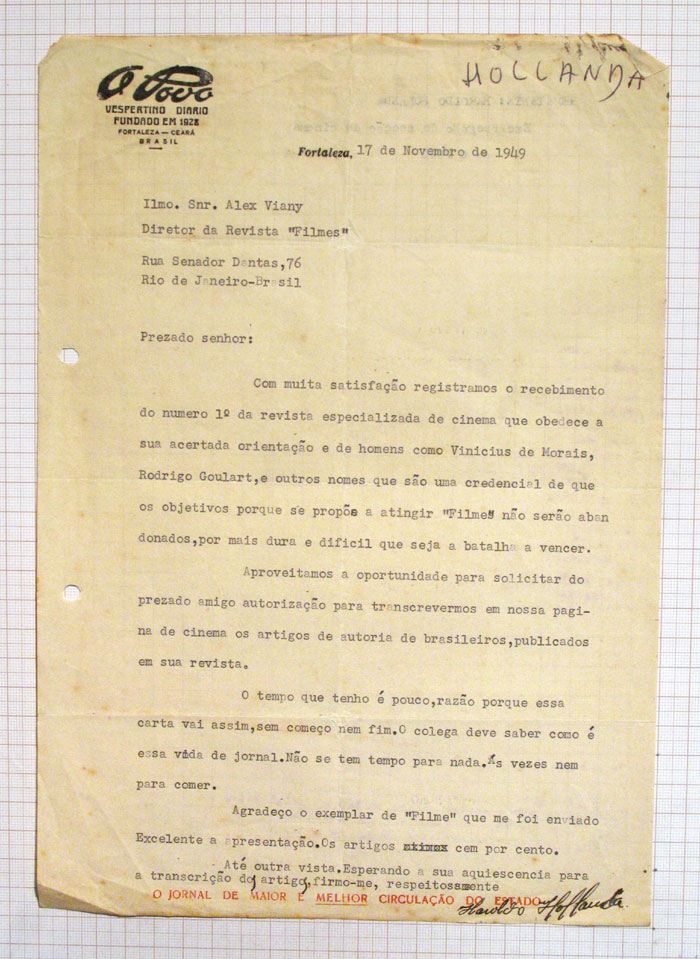 HOLLANDA
O Povo
VESPERTINO DIARIO
FUNDADO EM 1928
FORTALEZA — CEARÁ
BRASIL
Fortaleza, 17 de Novembro de 1949
Ilmo. Snr. Alex Viany
Diretor da Revista "Filmes"
Rua Senador Dantas,76
Rio de Janeiro-Brasil
Prezado senhor:
Com muita satisfação registramos o recebimento
do numero 1º da revista especializada de cinema que obedece a
sua acertada orientação e de homens como Vinicius de Morais,
Rodrigo Goulart,e outros nomes que são uma credencial de que
os objetivos porque se propõe a atingir "Filme" não serão aban
donados,por mais dura e dificil que seja a batalha a vencer.
Aproveitamos a oportunidade para solicitar do
prezado amigo autorização para transcrevermos em nossa pagi-
na de cinema os artigos de autoria de brasileiros,publicados
em sua revista.
O tempo que tenho é pouco,razão porque essa
carta vai assim,sem começo nem fim.O colega deve saber como é
essa vida de jornal.Não se tem tempo para nada.Ás vezes nem
para comer.
Agradeço o exemplar de "Filme" que me foi enviado
Excelente a apresentação.Os artigos cem por cento.
Até outra vista.Esperando a sua aquiescencia para
a transcrição dos artigos,firmo-me, respeitosamente
O JORNAL DE MAIOR E MELHOR CIRCULAÇÃO DO ESTADO
Haroldo Hollanda.